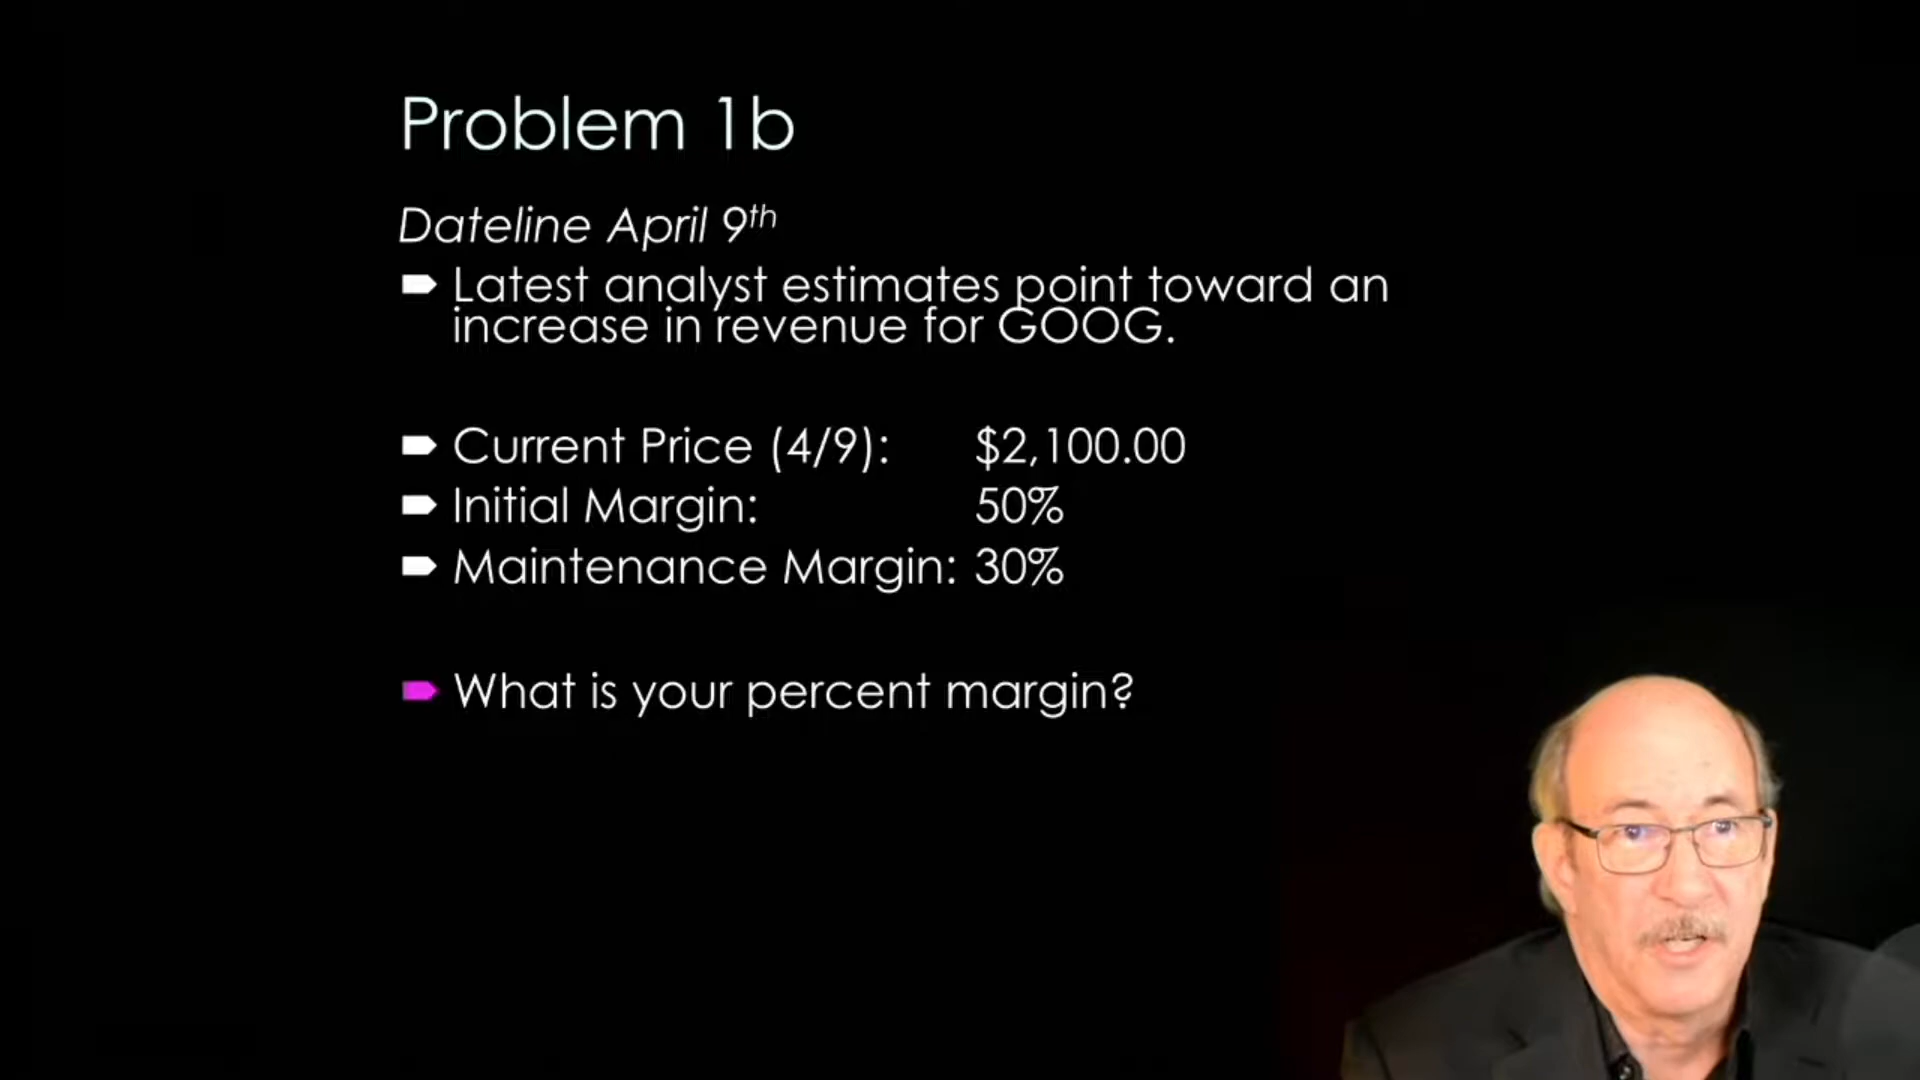 Problem 1b
Dateline April 9th
Latest analyst estimates point toward an
increase in revenue for GOOG.
Current Price (4/9): $2,100.00
Initial Margin: 50%
Maintenance Margin: 30%
What is your percent margin?